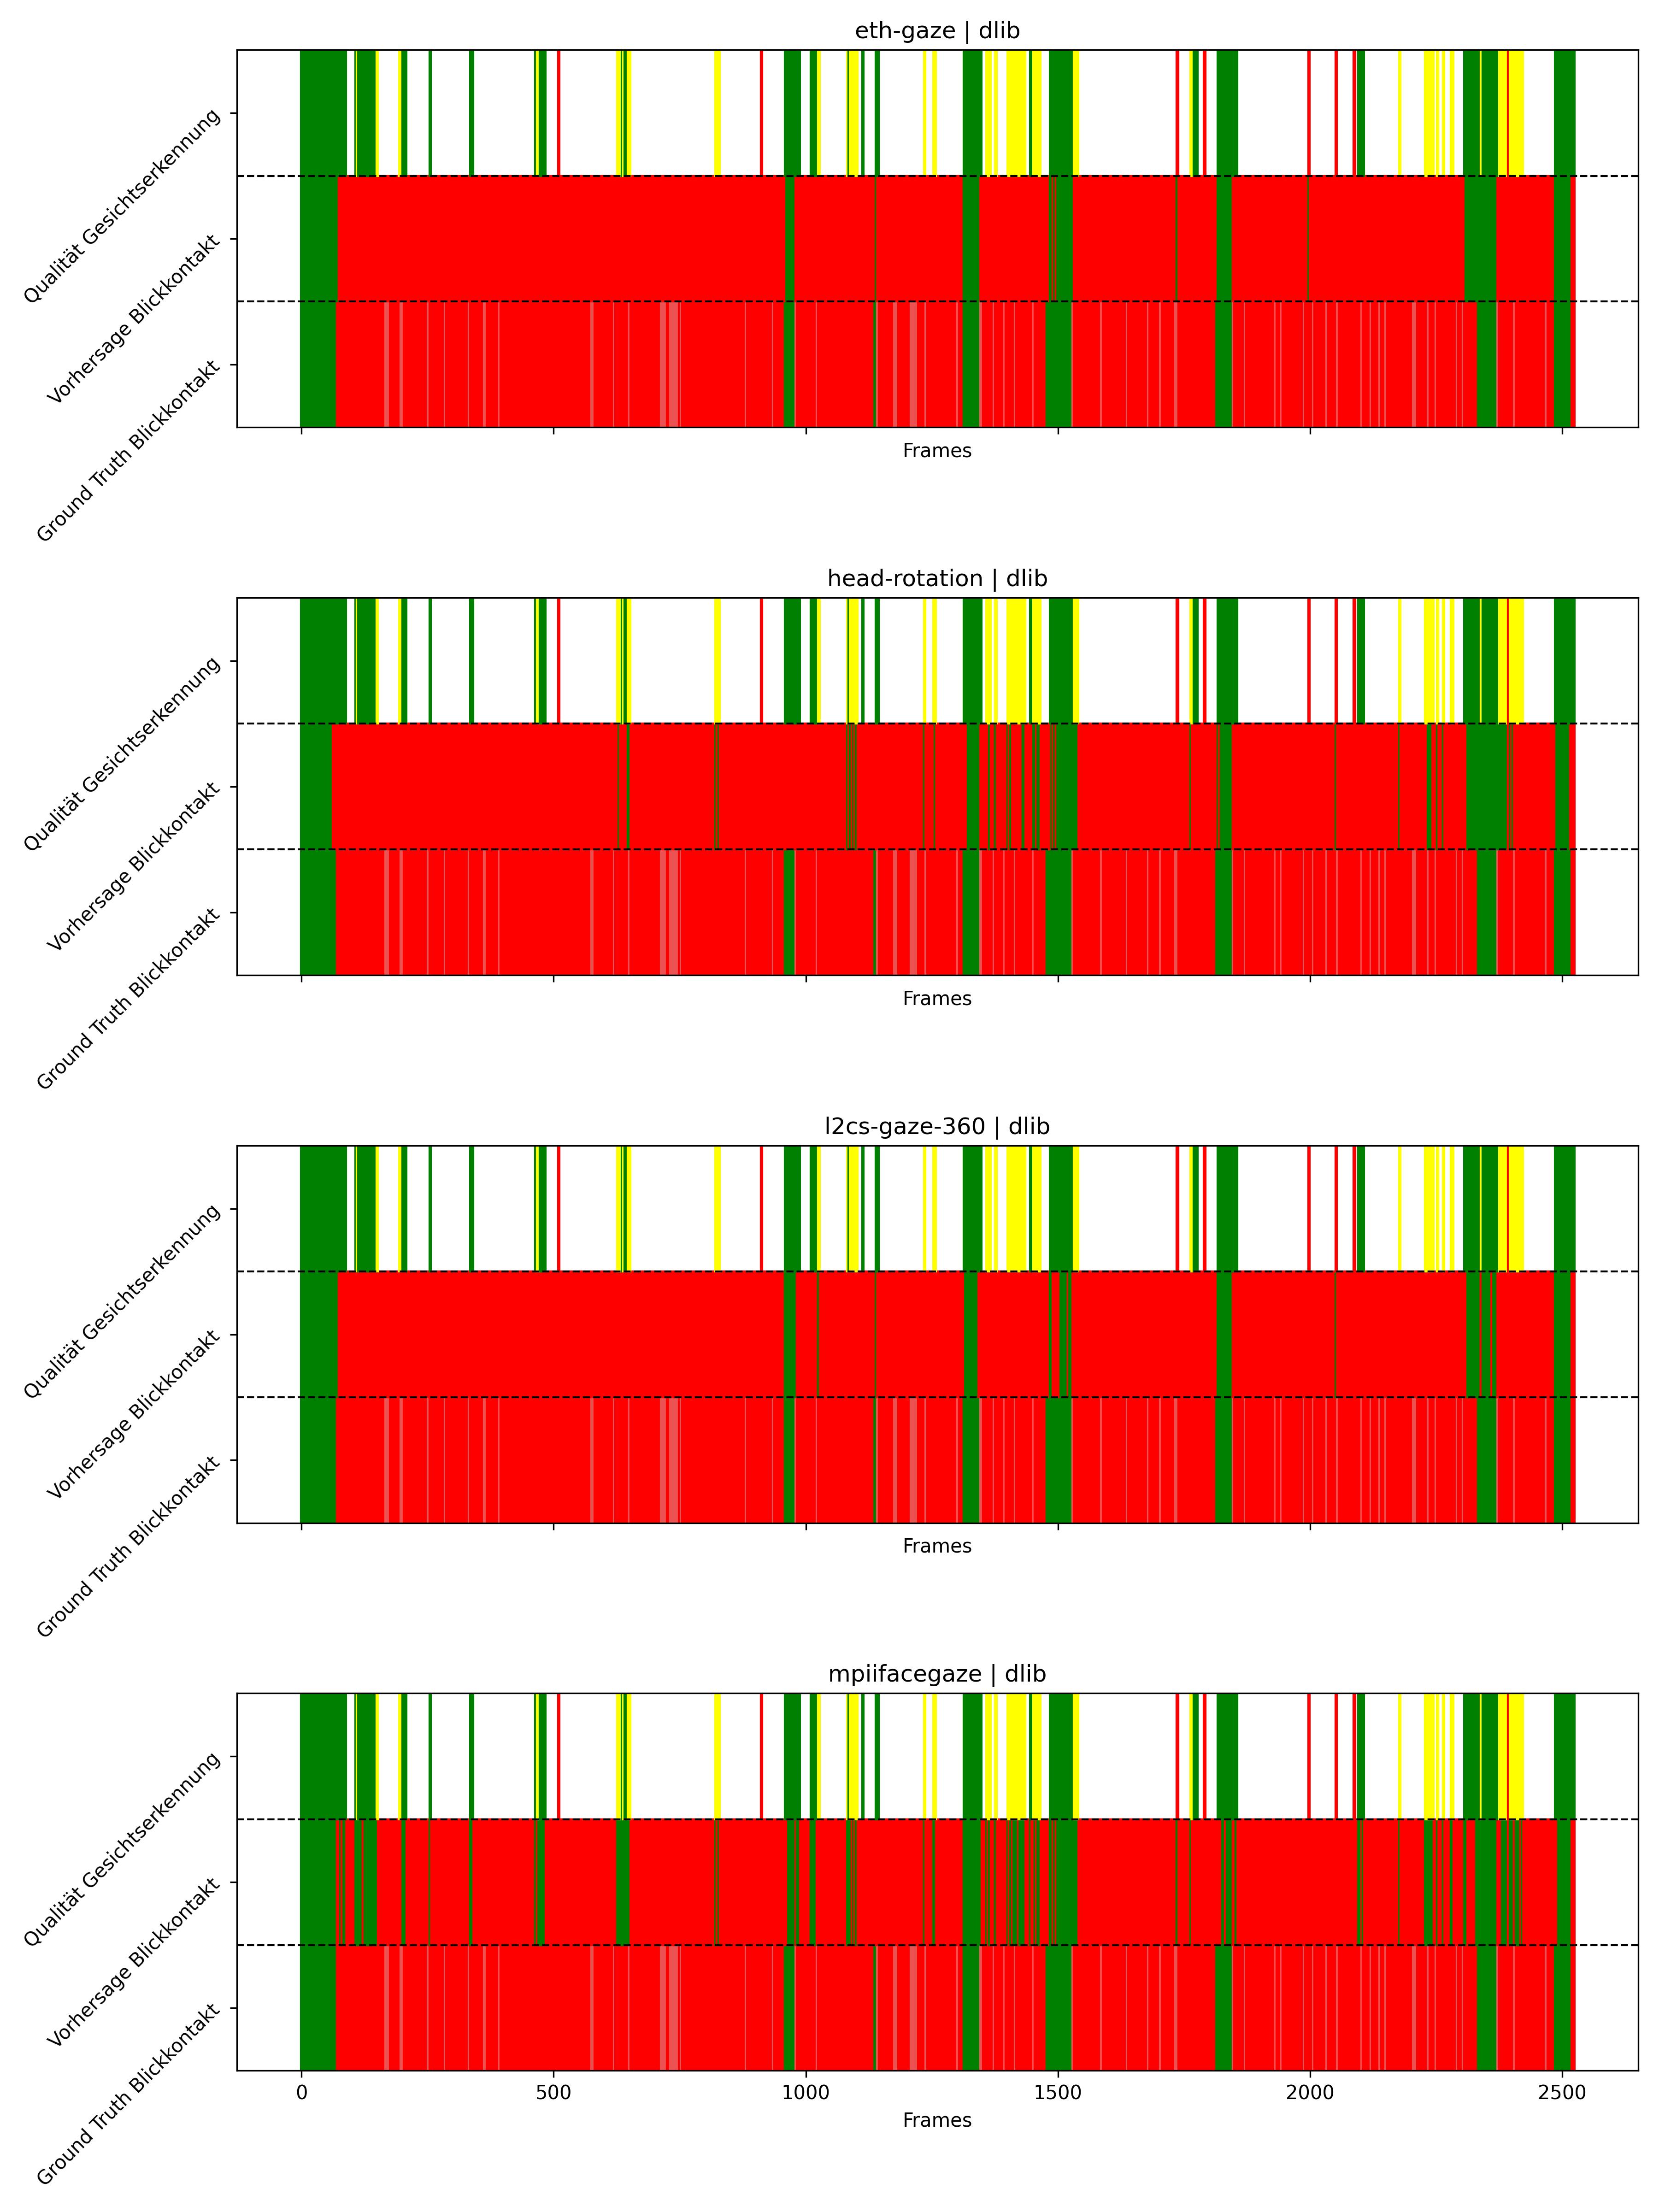 eth-gaze | dlib
Qualität Gesichtserkennung
Vorhersage Blickkontakt
Ground Truth Blickkontakt
Frames
head-rotation | dlib
Qualität Gesichtserkennung
Vorhersage Blickkontakt
Ground Truth Blickkontakt
Frames
l2cs-gaze-360 | dlib
Qualität Gesichtserkennung
Vorhersage Blickkontakt
Ground Truth Blickkontakt
Frames
mpiifacegaze | dlib
Qualität Gesichtserkennung
Vorhersage Blickkontakt
Ground Truth Blickkontakt
0 500 1000 1500 2000 2500
Frames